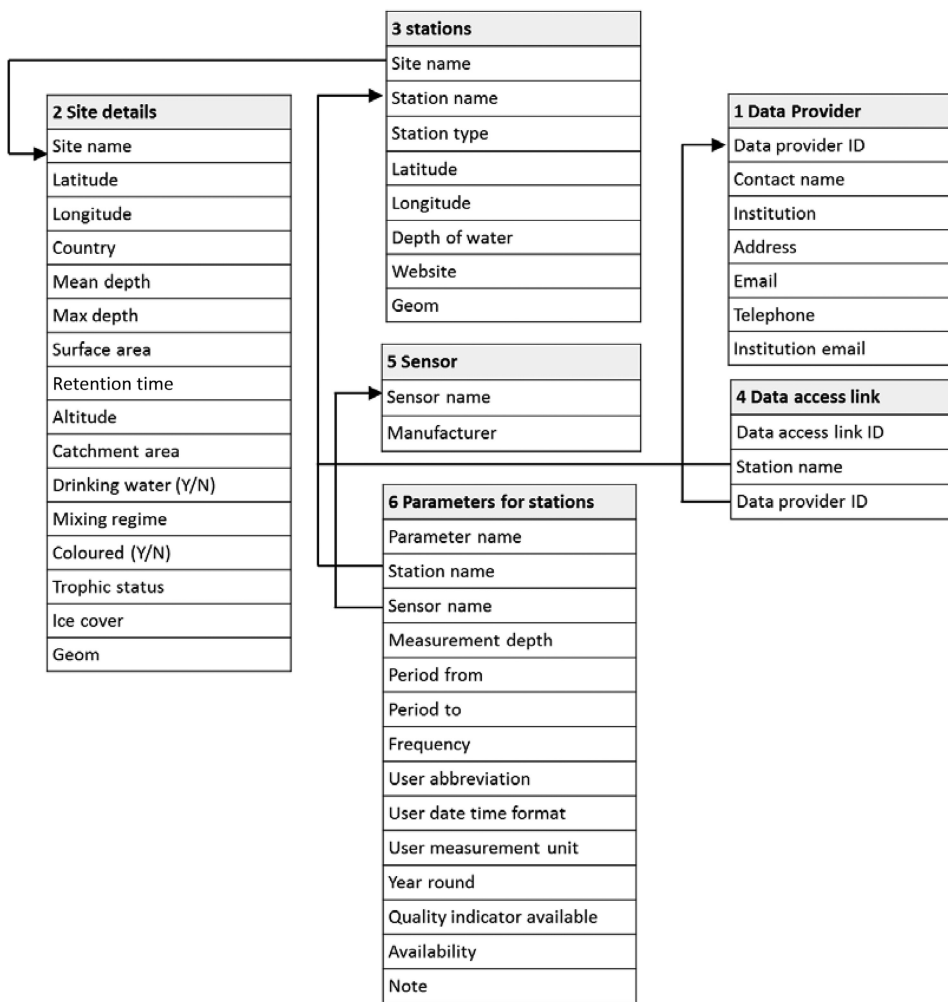 3 stations
Site name
Station name
Station type
Latitude
Longitude
Depth of water
Website
Geom
2 Site details
Site name
Latitude
Longitude
Country
Mean depth
Max depth
Surface area
Retention time
Altitude
Catchment area
Drinking water (Y/N)
Mixing regime
Coloured (Y/N)
Trophic status
Ice cover
Geom
1 Data Provider
Data provider ID
Contact name
Institution
Address
Email
Telephone
Institution email
5 Sensor
Sensor name
Manufacturer
4 Data access link
Data access link ID
Station name
Data provider ID
6 Parameters for stations
Parameter name
Station name
Sensor name
Measurement depth
Period from
Period to
Frequency
User abbreviation
User date time format
User measurement unit
Year round
Quality indicator available
Availability
Note